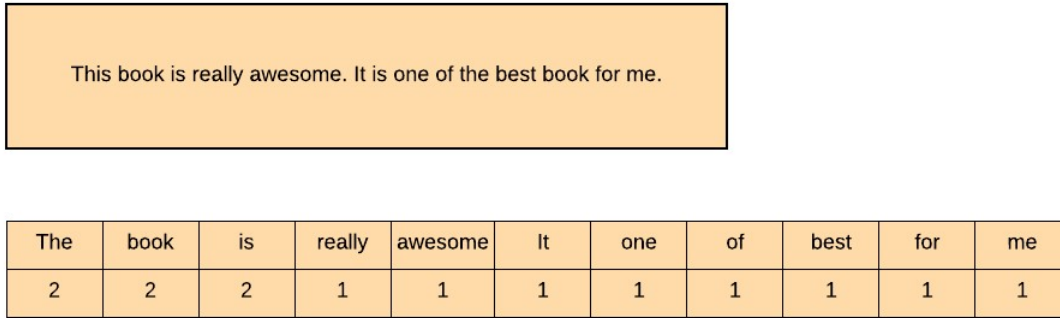 This book is really awesome. It is one of the best book for me.
The book is really awesome It one of best for me
2 2 2 1 1 1 1 1 1 1 1